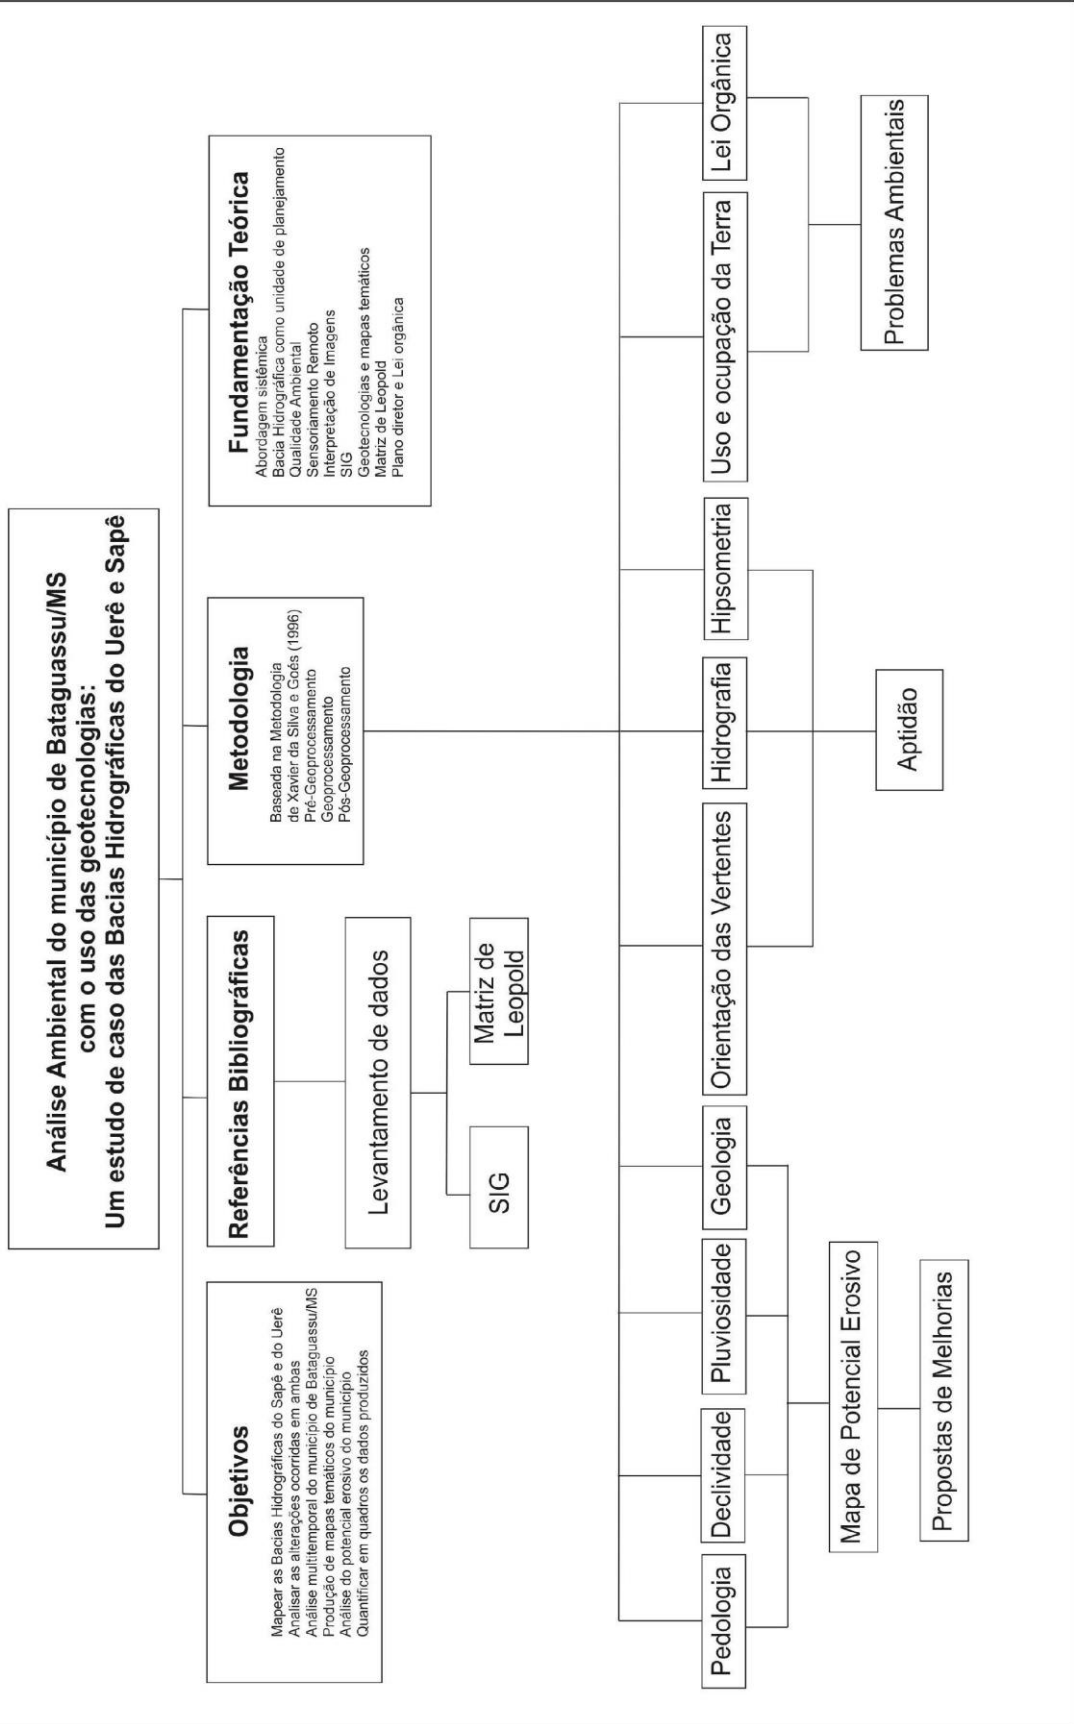 Análise Ambiental do município de Bataguassu/MS
com o uso das geotecnologias:
Um estudo de caso das Bacias Hidrográficas do Uerê e Sapê
Objetivos
Mapear as Bacias Hidrográficas do Sapê e do Uerê
Analisar as alterações ocorridas em ambas
Análise multitemporal do município de Bataguassu/MS
Produção de mapas temáticos do município
Análise do potencial erosivo do município
Quantificar em quadros os dados produzidos
Referências Bibliográficas
Levantamento de dados
SIG
Matriz de
Leopold
Metodologia
Baseada na Metodologia
de Xavier da Silva e Goés (1996)
Pré-Geoprocessamento
Geoprocessamento
Pós-Geoprocessamento
Fundamentação Teórica
Abordagem sistêmica
Bacia Hidrográfica como unidade de planejamento
Qualidade Ambiental
Sensoriamento Remoto
Interpretação de Imagens
SIG
Geotecnologias e mapas temáticos
Matriz de Leopold
Plano diretor e Lei orgânica
Pedologia
Declividade
Pluviosidade
Geologia
Orientação das Vertentes
Hidrografia
Hipsometria
Uso e ocupação da Terra
Lei Orgânica
Mapa de Potencial Erosivo
Propostas de Melhorias
Aptidão
Problemas Ambientais